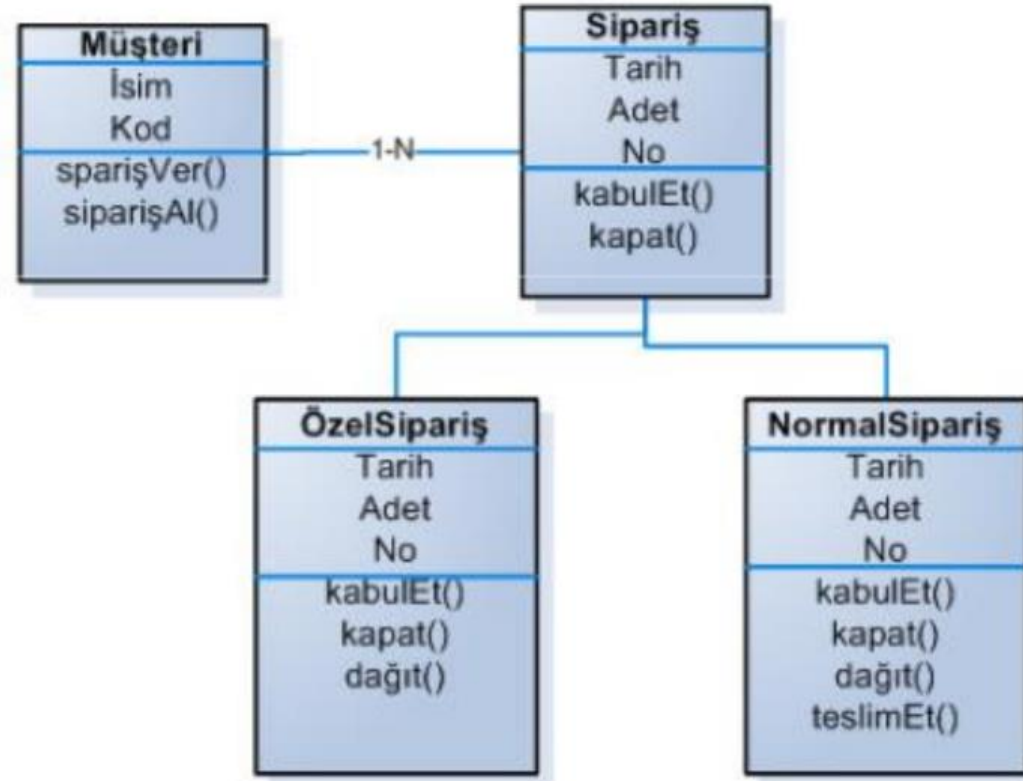 Müşteri
İsim
Kod
sparişVer()
siparişAl()
1-N
Sipariş
Tarih
Adet
No
kabulEt()
kapat()
ÖzelSipariş
Tarih
Adet
No
kabulEt()
kapat()
dağıt()
NormalSipariş
Tarih
Adet
No
kabulEt()
kapat()
dağıt()
teslimEt()